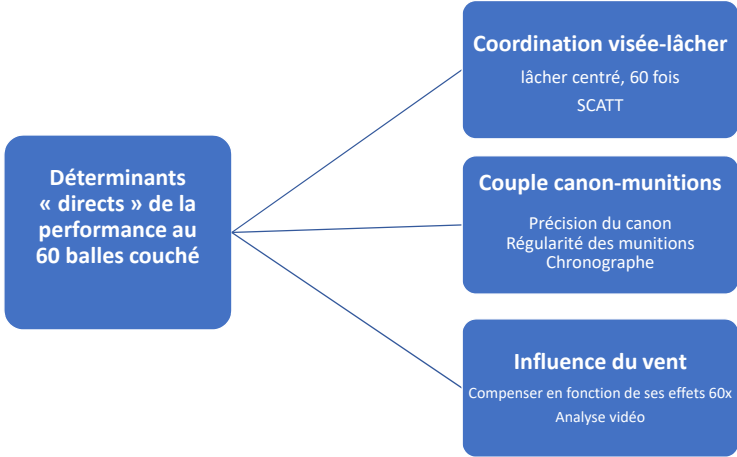 Déterminants
« directs » de la
performance au
60 balles couché
Coordination visée-lâcher
lâcher centré, 60 fois
SCATT
Couple canon-munitions
Précision du canon
Régularité des munitions
Chronographe
Influence du vent
Compenser en fonction de ses effets 60x
Analyse vidéo